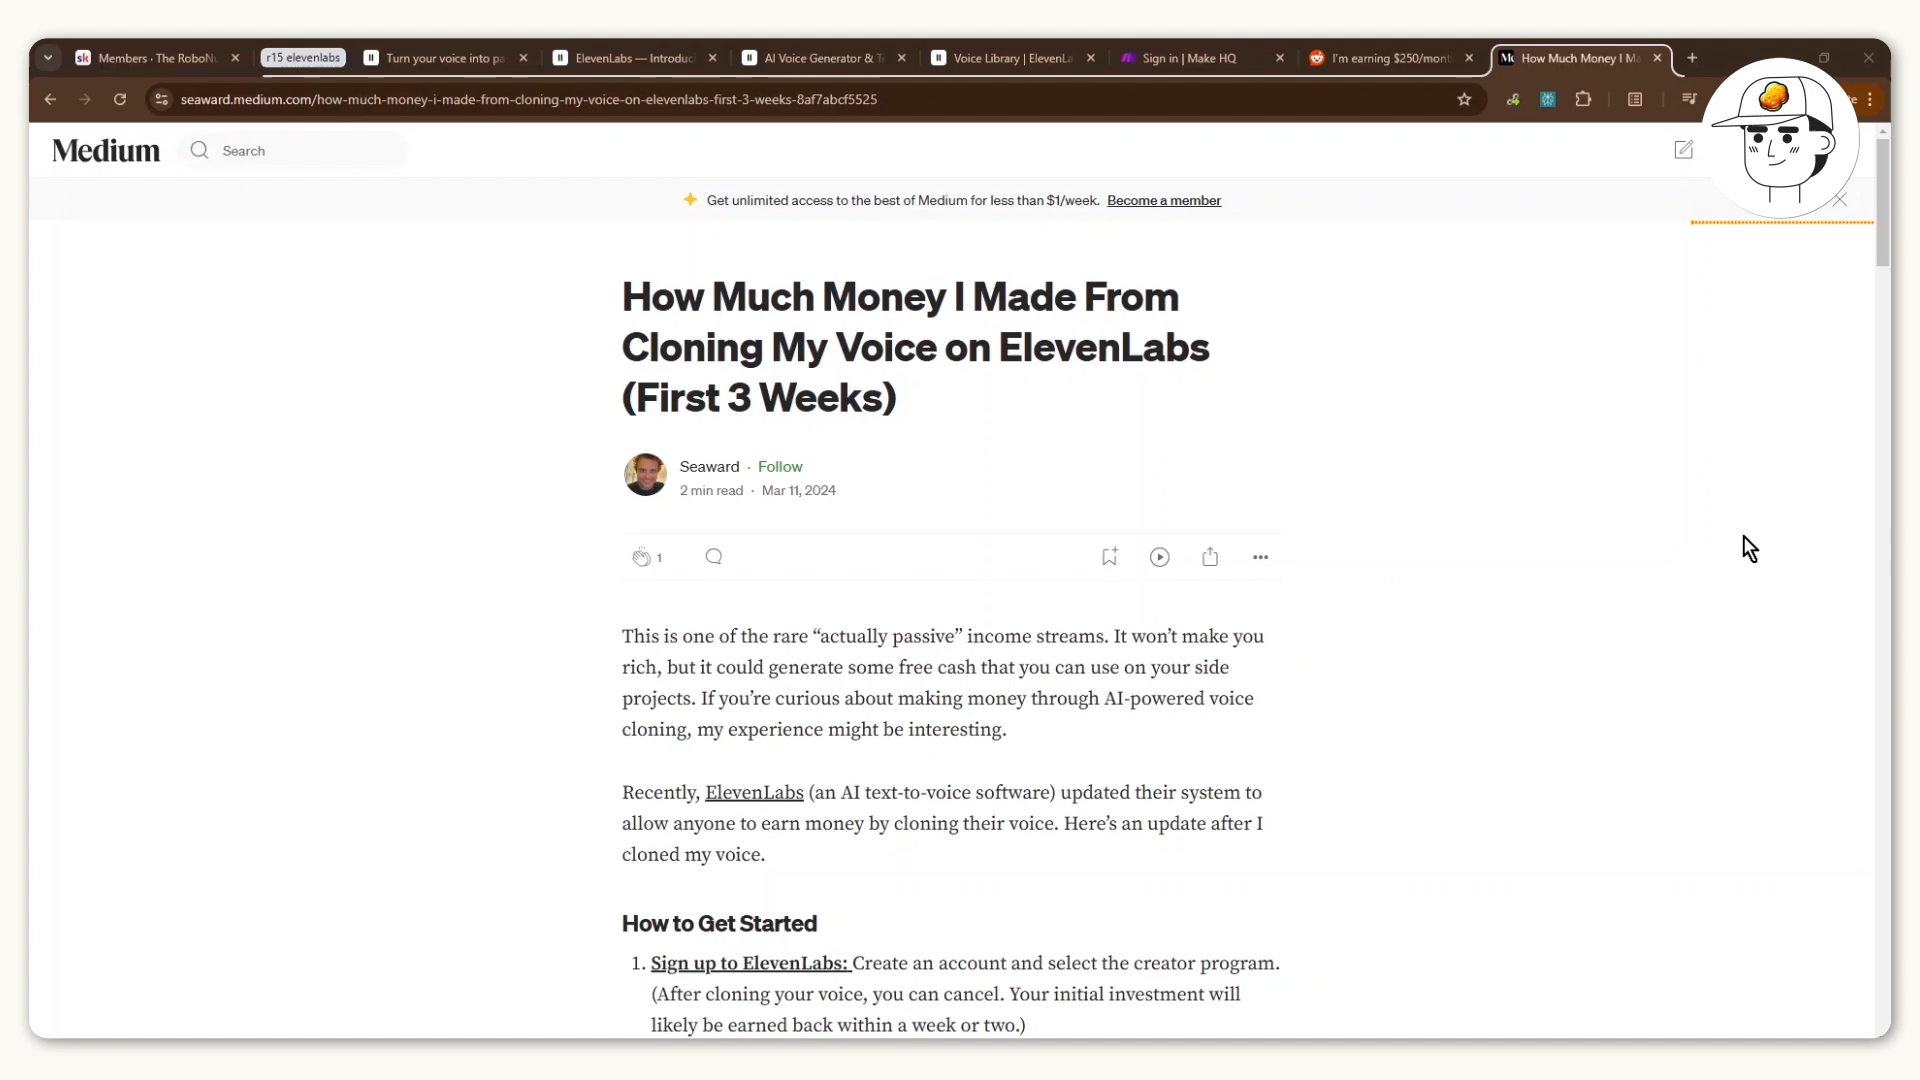 Members · The RoboNu
r15 elevenlabs
Turn your voice into pa
ElevenLabs — Introduc
AI Voice Generator & T
Voice Library | ElevenLa
Sign in | Make HQ
I'm earning $250/mont
How Much Money I Ma
seaward.medium.com/how-much-money-i-made-from-cloning-my-voice-on-elevenlabs-first-3-weeks-8af7abcf5525
Medium
Search
Get unlimited access to the best of Medium for less than $1/week. Become a member
How Much Money I Made From
Cloning My Voice on ElevenLabs
(First 3 Weeks)
Seaward · Follow
2 min read · Mar 11, 2024
1
This is one of the rare “actually passive” income streams. It won’t make you
rich, but it could generate some free cash that you can use on your side
projects. If you’re curious about making money through AI-powered voice
cloning, my experience might be interesting.
Recently, ElevenLabs (an AI text-to-voice software) updated their system to
allow anyone to earn money by cloning their voice. Here’s an update after I
cloned my voice.
How to Get Started
1. Sign up to ElevenLabs: Create an account and select the creator program.
(After cloning your voice, you can cancel. Your initial investment will
likely be earned back within a week or two.)